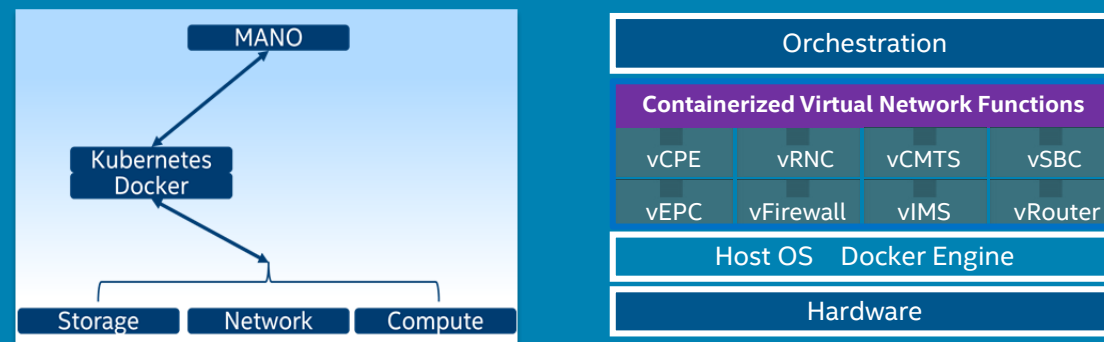 MANO
Kubernetes
Docker
Storage Network Compute
Orchestration
Containerized Virtual Network Functions
vCPE vRNC vCMTS vSBC
vEPC vFirewall vIMS vRouter
Host OS Docker Engine
Hardware